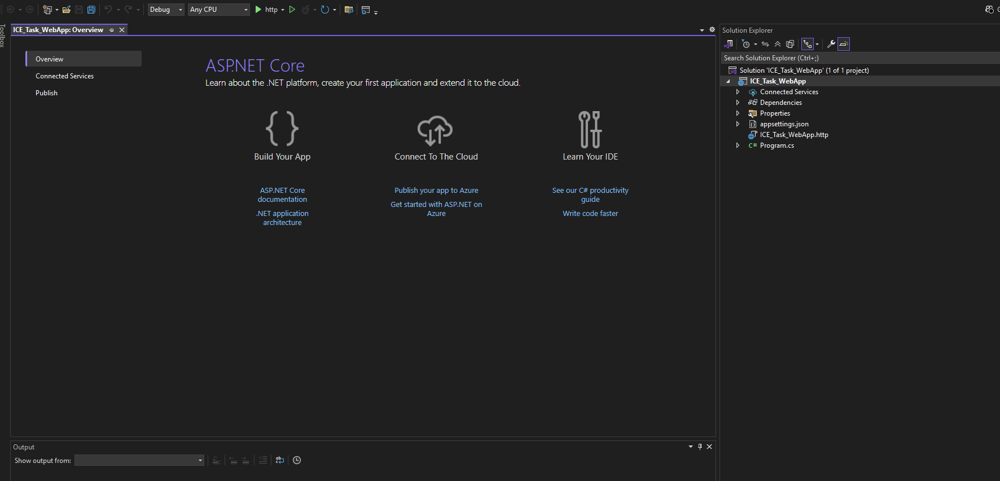 Debug
Any CPU
http
Toolbox
ICE_Task_WebApp: Overview
Overview
Connected Services
Publish
ASP.NET Core
Learn about the .NET platform, create your first application and extend it to the cloud.
Build Your App
ASP.NET Core
documentation
.NET application
architecture
Connect To The Cloud
Publish your app to Azure
Get started with ASP.NET on
Azure
Learn Your IDE
See our C# productivity
guide
Write code faster
Output
Show output from:
Solution Explorer
Search Solution Explorer (Ctrl+;)
Solution 'ICE_Task_WebApp' (1 of 1 project)
ICE_Task_WebApp
Connected Services
Dependencies
Properties
appsettings.json
ICE_Task_WebApp.http
C# Program.cs